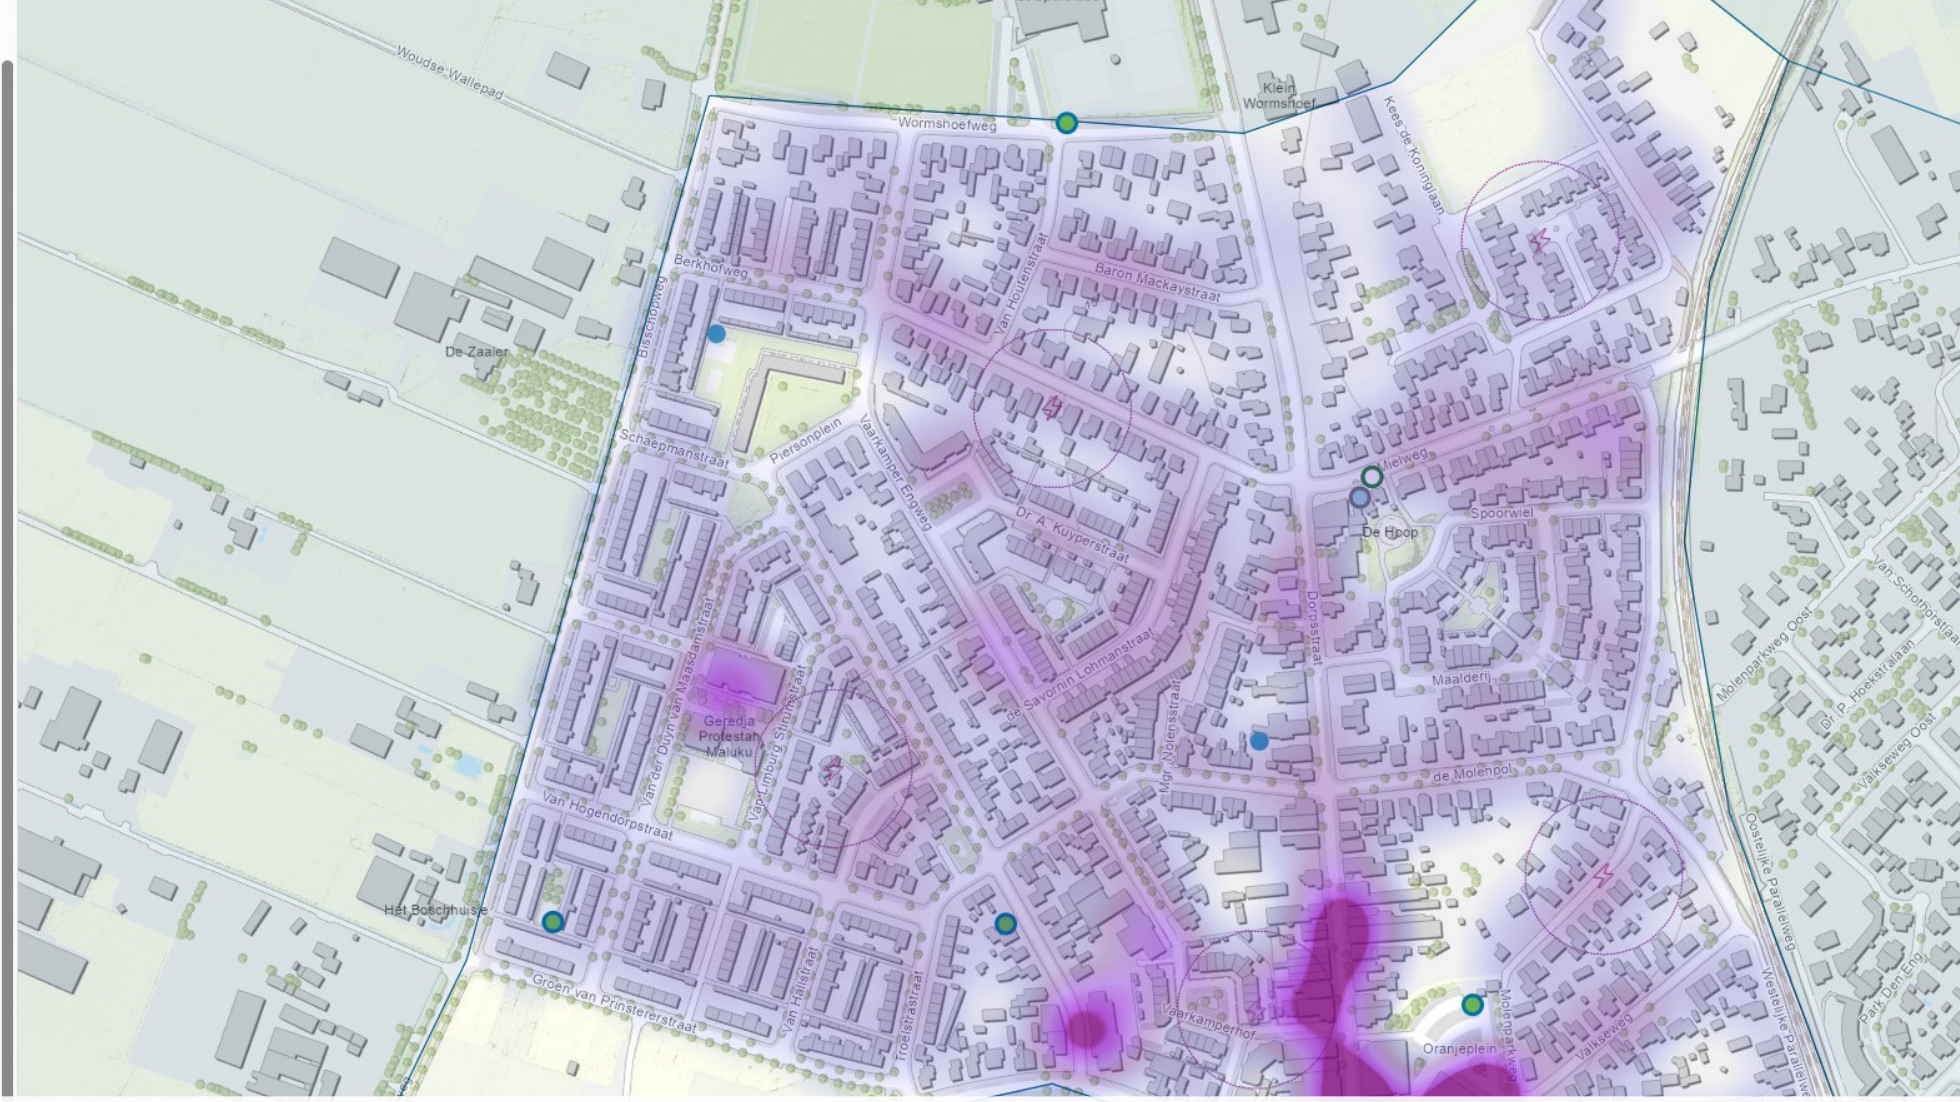 Woudse Wallepad
Klein
Wormshoef
Wormshoefweg
Kees de Koninglaan
Berkhofweg
Van Houtenstraat
Baron Mackaystraat
Bisschopweg
De Zaaier
Schaepmanstraat
Piersonplein
Vaarkamper Engweg
Mielweg
Spoorwiel
De Hoop
Dr. A. Kuyperstraat
Dorpsstraat
Van Schothorststraat
Molenparkweg Oost
Van der Duyn van Maasdamstraat
de Savornin Lohmanstraat
Maalderij
Dr. P. Hoekstralaan
Mgr. Nolensstraat
Geredja
Protestan
Maluku
Van Limburg Stirumstraat
Valkseweg Oost
de Molenpol
Van Hogendorpstraat
Oostelijke Parallelweg
Het Boschhuisje
Groen van Prinstererstraat
Van Hallstraat
Troelstrastraat
Vaarkamperhof
Oranjeplein
Molenparkweg
Valkseweg
Westelijke Parallelweg
Park Den Eng